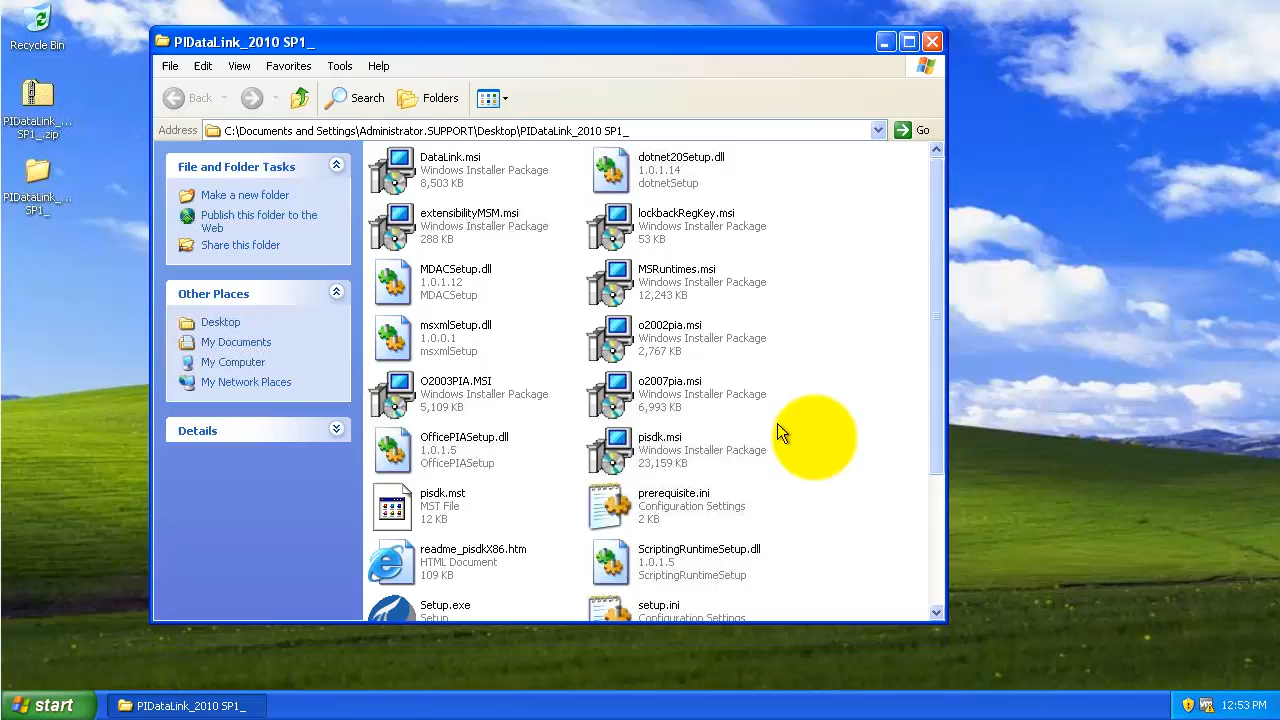 Recycle Bin
PIDataLink_...
SP1_.zip
PIDataLink_...
SP1_
PIDataLink_2010 SP1_
File Edit View Favorites Tools Help
Back Search Folders
Address C:\Documents and Settings\Administrator.SUPPORT\Desktop\PIDataLink_2010 SP1_ Go
File and Folder Tasks
Make a new folder
Publish this folder to the
Web
Share this folder
Other Places
Desktop
My Documents
My Computer
My Network Places
Details
DataLink.msi
Windows Installer Package
8,503 KB
1.0.1.14
dotnetSetup
extensibilityMSM.msi
Windows Installer Package
288 KB
lockbackRegKey.msi
Windows Installer Package
53 KB
MDACSetup.dll
1.0.1.12
MDACSetup
MSRuntimes.msi
Windows Installer Package
12,243 KB
msxmlSetup.dll
1.0.0.1
msxmlSetup
o2002pia.msi
Windows Installer Package
2,767 KB
O2003PIA.MSI
Windows Installer Package
5,109 KB
o2007pia.msi
Windows Installer Package
6,993 KB
OfficePIASetup.dll
1.0.1.5
OfficePIASetup
pisdk.msi
Windows Installer Package
23,159 KB
pisdk.mst
MST File
12 KB
prerequisite.ini
Configuration Settings
2 KB
readme_pisdkX86.htm
HTML Document
109 KB
ScriptingRuntimeSetup.dll
1.0.1.5
ScriptingRuntimeSetup
Setup.exe
Setup
setup.ini
Configuration Settings
start PIDataLink_2010 SP1_ 12:53 PM